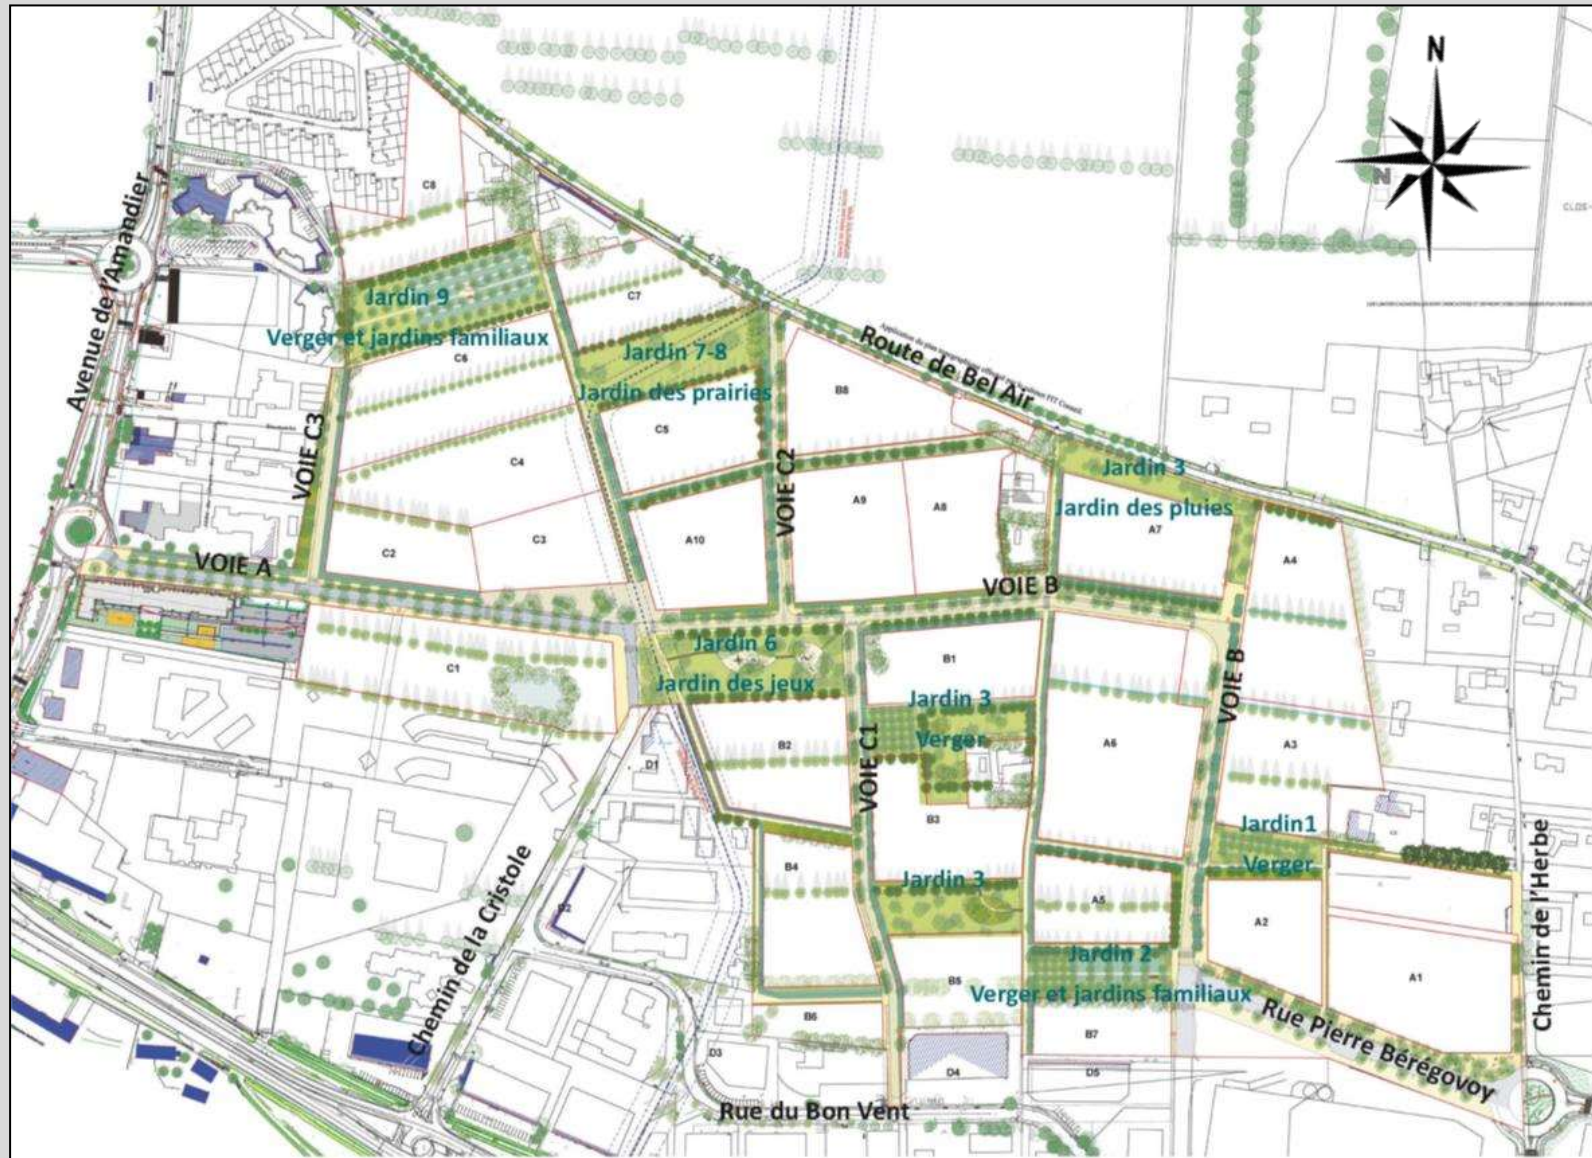 N
N
CLOS-
C8
Avenue de l'Amandier
Jardin 9
Verger et jardins familiaux
C7
C6
Jardin 7-8
Jardin des prairies
Route de Bel Air
B8
C5
VOIE C3
C4
VOIE C2
A9
A8
Jardin 3
Jardin des pluies
A7
A10
C3
C2
VOIE A
A4
VOIE B
Jardin 6
Jardin des jeux
C1
B1
Jardin 3
Verger
VOIE B
A6
A3
B2
D1
VOIE C1
B3
Jardin1
Verger
Chemin de l'Herbe
Chemin de la Cristole
B4
Jardin 3
A5
A2
D2
Jardin 2
Verger et jardins familiaux
B5
A1
B6
B7
Rue Pierre Bérégovoy
D3
D4
D5
Rue du Bon Vent